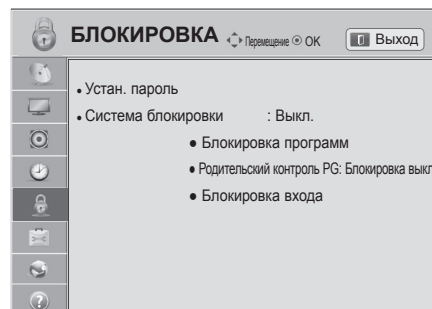 БЛОКИРОВКА Перемещение OK Выход
• Устан. пароль
• Система блокировки : Выкл.
• Блокировка программ
• Родительский контроль PG: Блокировка выкл
• Блокировка входа